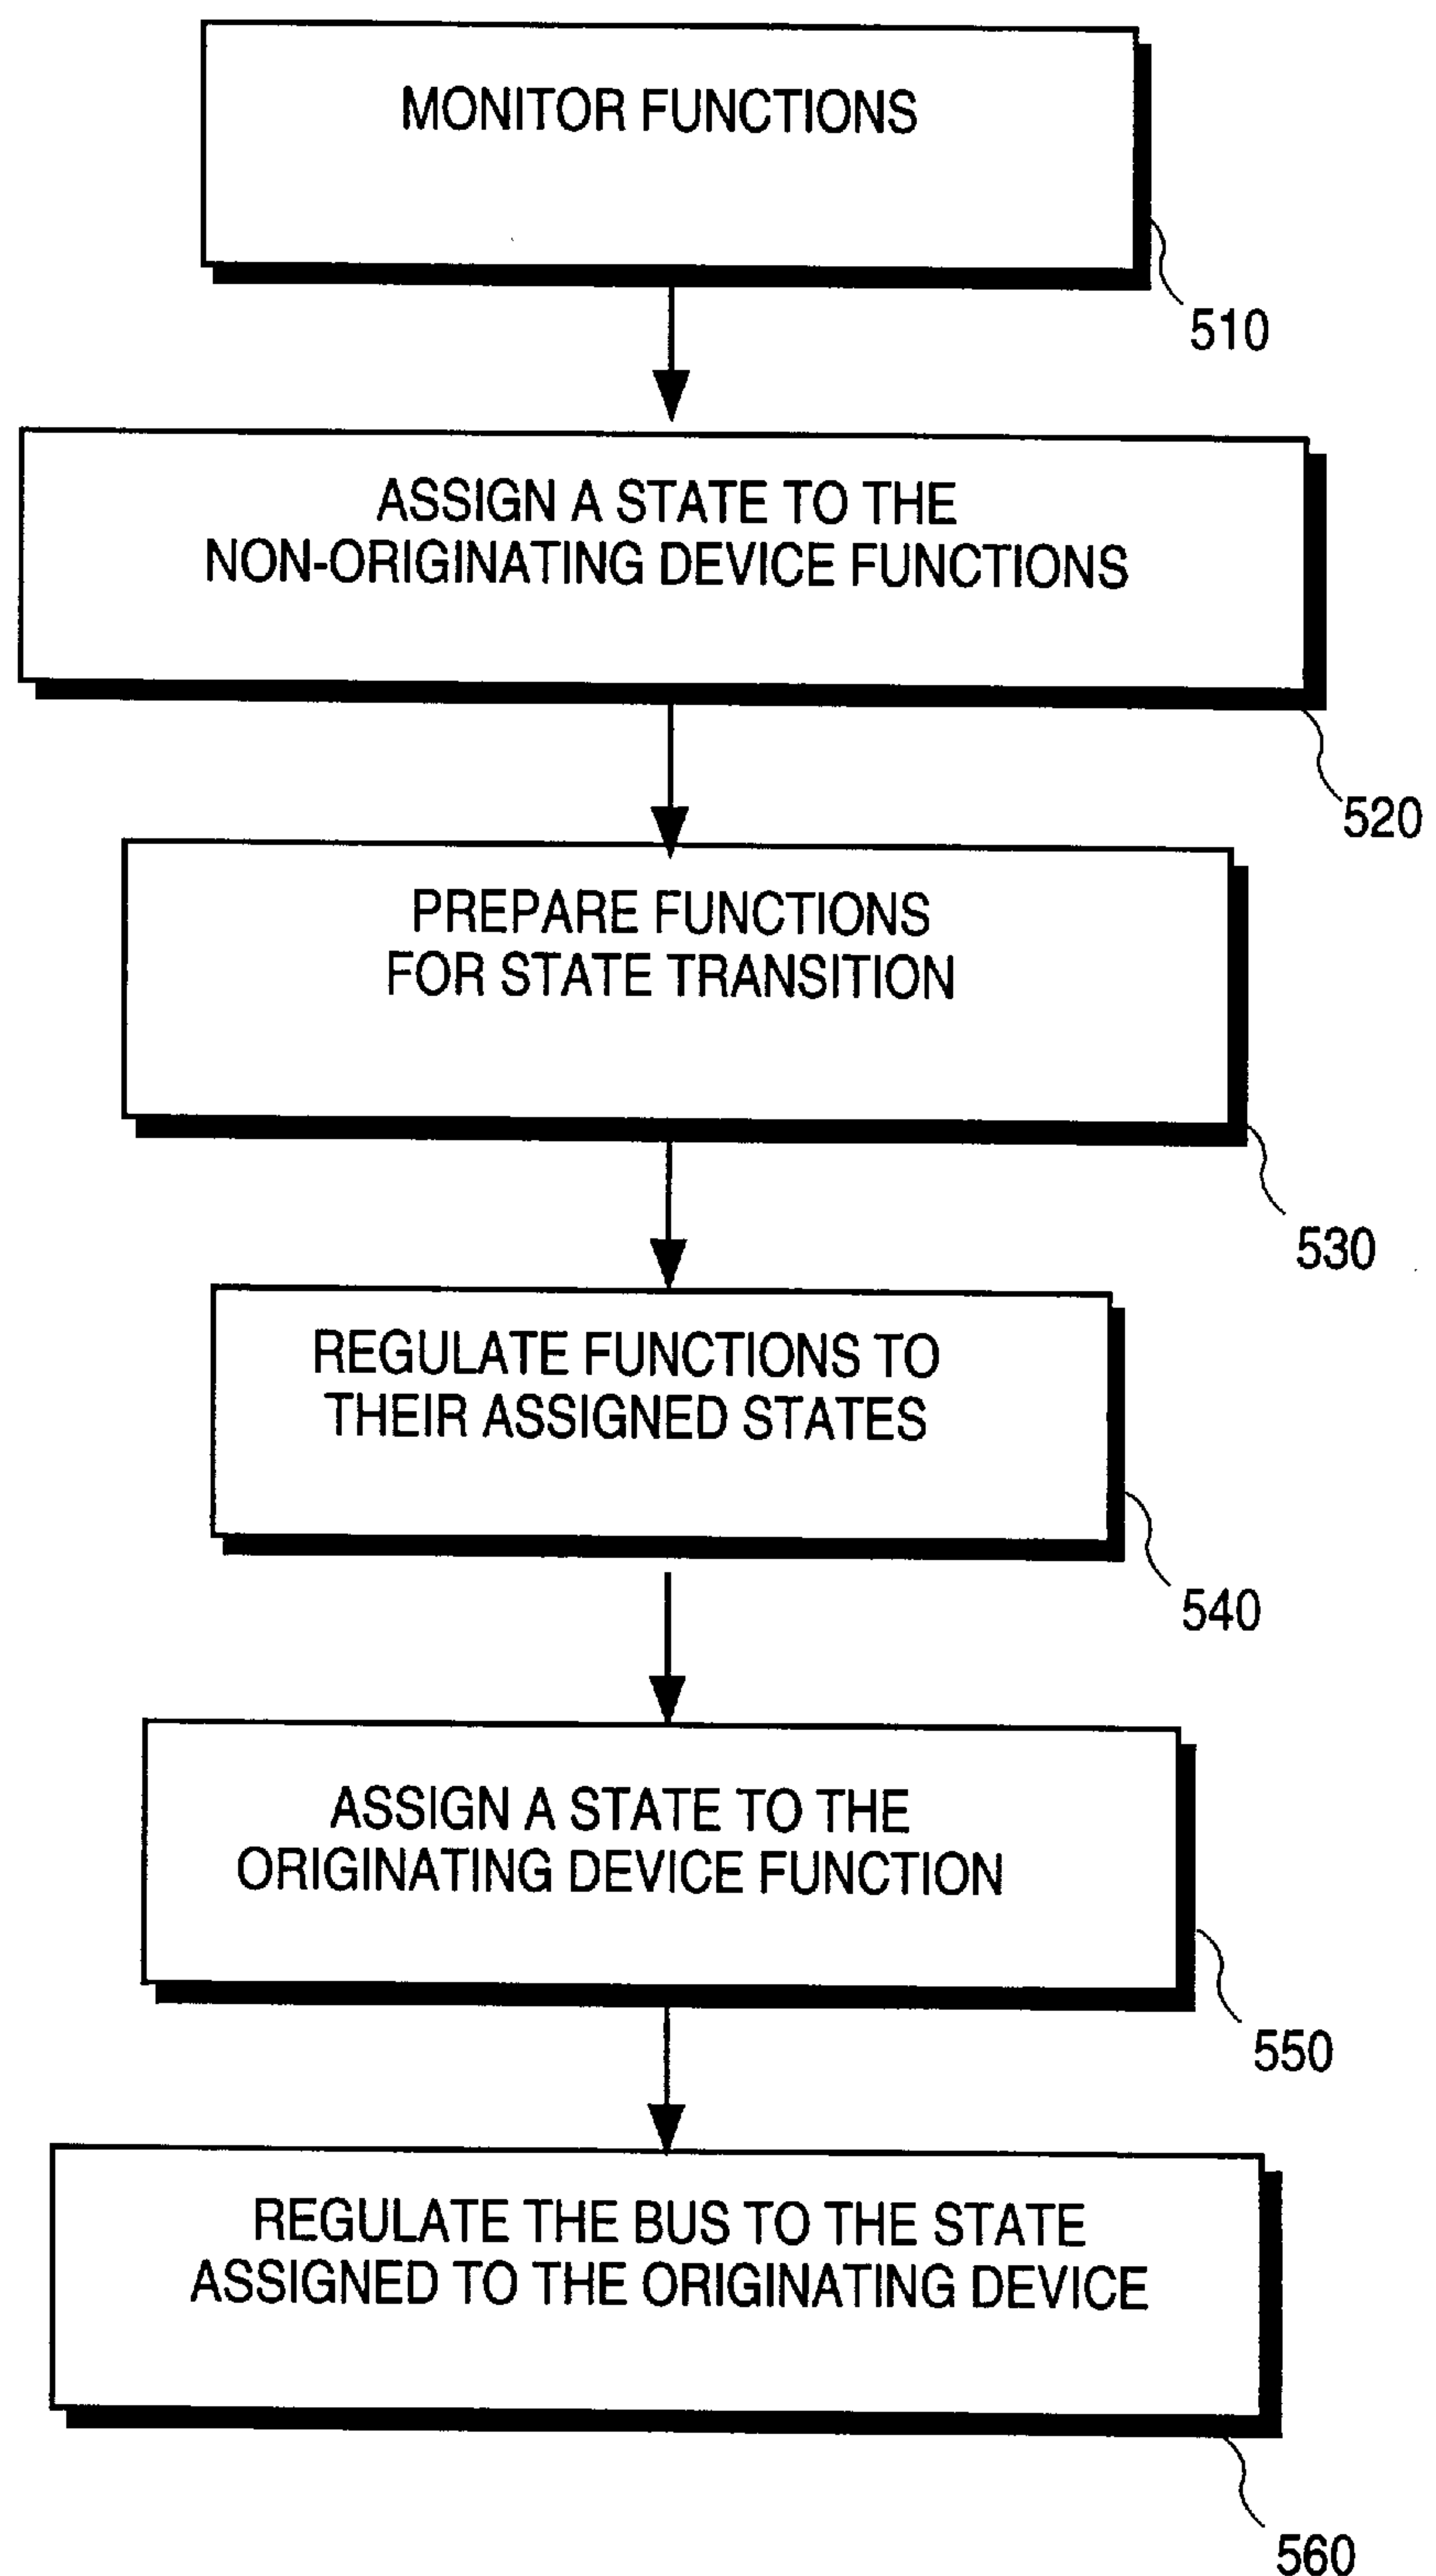 MONITOR FUNCTIONS
510
ASSIGN A STATE TO THE
NON-ORIGINATING DEVICE FUNCTIONS
520
PREPARE FUNCTIONS
FOR STATE TRANSITION
530
REGULATE FUNCTIONS TO
THEIR ASSIGNED STATES
540
ASSIGN A STATE TO THE
ORIGINATING DEVICE FUNCTION
550
REGULATE THE BUS TO THE STATE
ASSIGNED TO THE ORIGINATING DEVICE
560